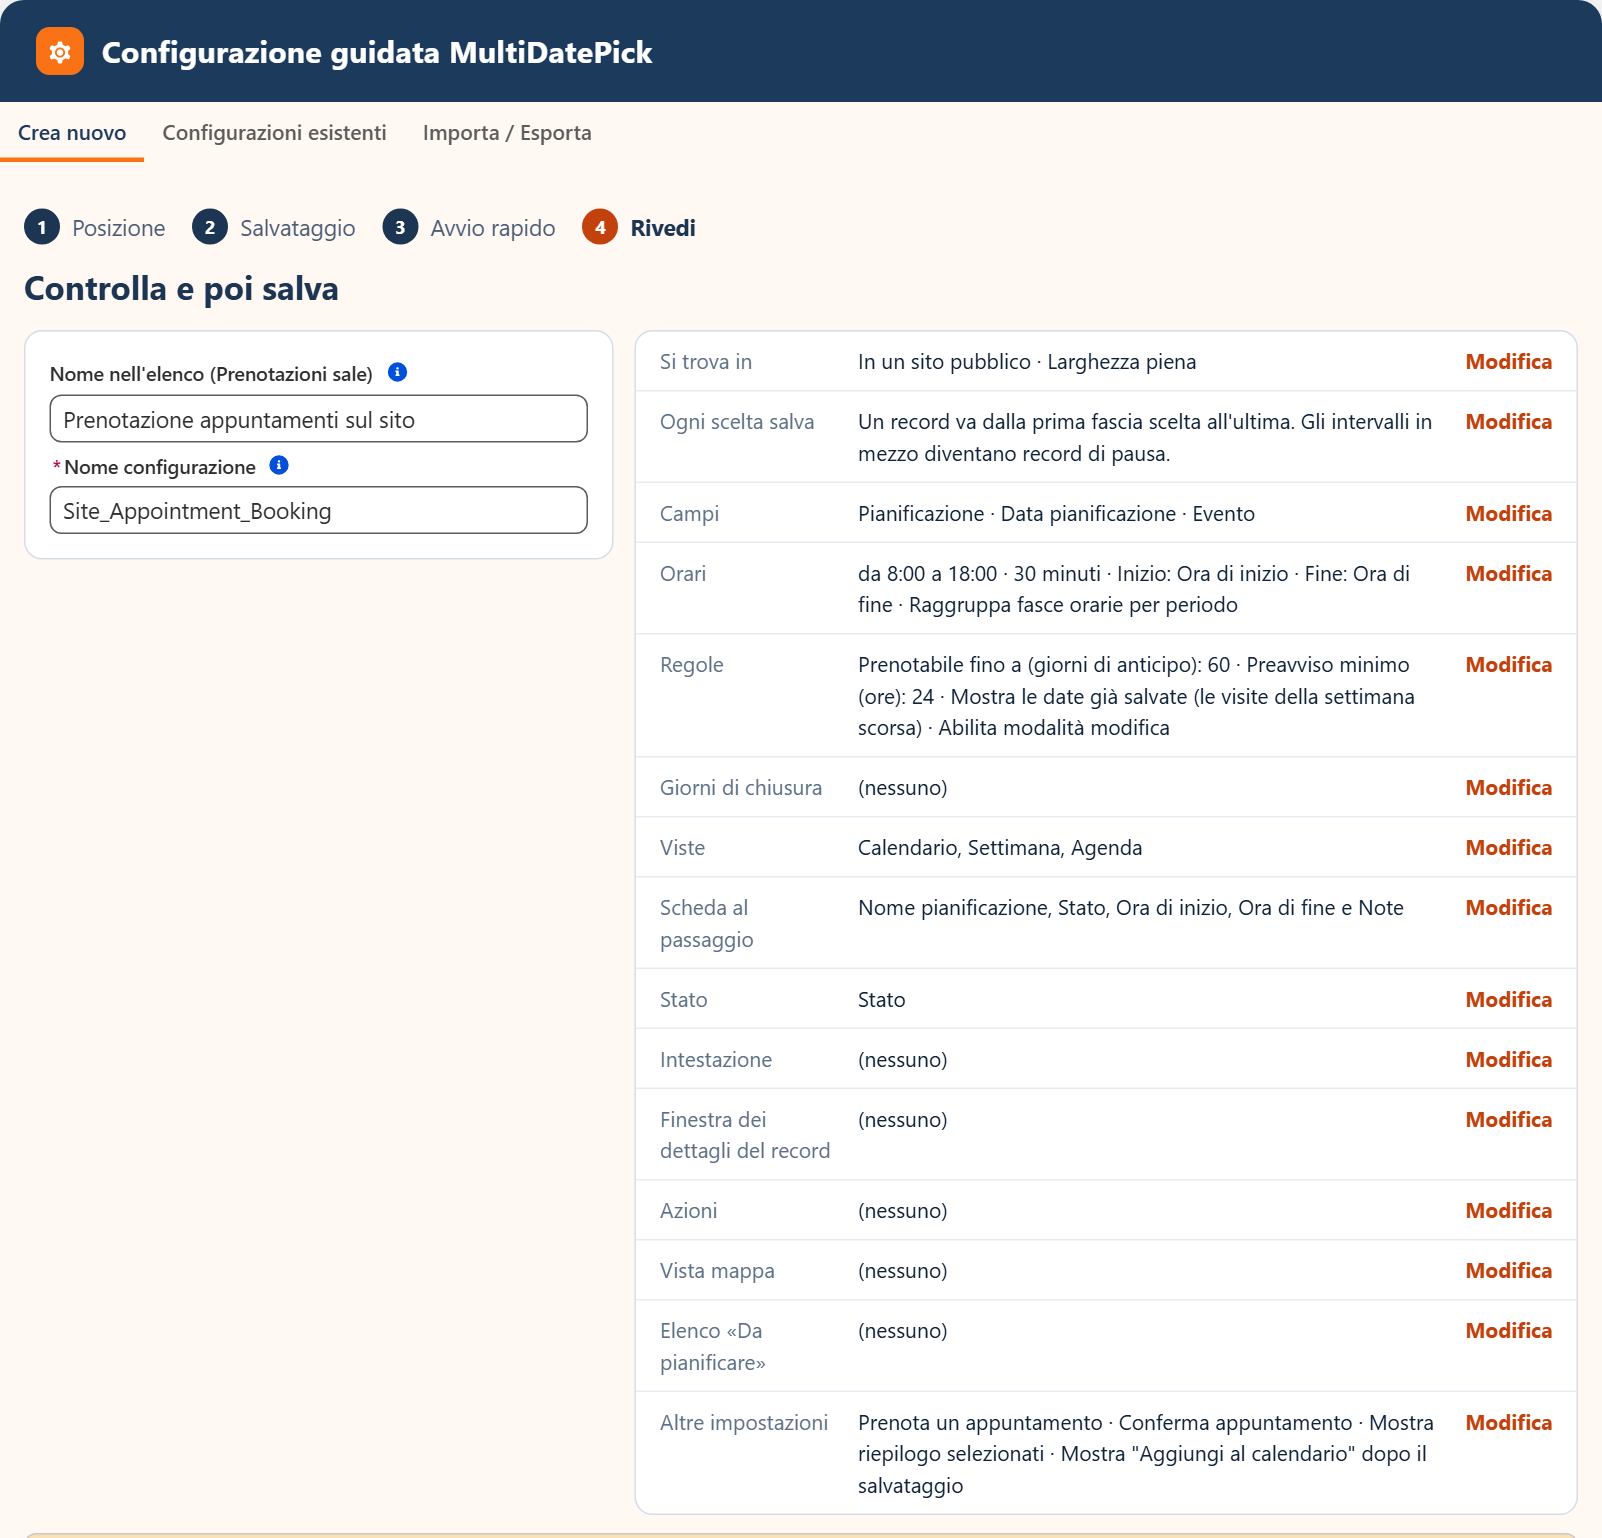 Configurazione guidata MultiDatePick
Crea nuovo
Configurazioni esistenti
Importa / Esporta
1 Posizione
2 Salvataggio
3 Avvio rapido
4 Rivedi
Controlla e poi salva
Nome nell'elenco (Prenotazioni sale)
Prenotazione appuntamenti sul sito
*Nome configurazione
Site_Appointment_Booking
Si trova in
In un sito pubblico · Larghezza piena
Modifica
Ogni scelta salva
Un record va dalla prima fascia scelta all'ultima. Gli intervalli in
mezzo diventano record di pausa.
Modifica
Campi
Pianificazione · Data pianificazione · Evento
Modifica
Orari
da 8:00 a 18:00 · 30 minuti · Inizio: Ora di inizio · Fine: Ora di
fine · Raggruppa fasce orarie per periodo
Modifica
Regole
Prenotabile fino a (giorni di anticipo): 60 · Preavviso minimo
(ore): 24 · Mostra le date già salvate (le visite della settimana
scorsa) · Abilita modalità modifica
Modifica
Giorni di chiusura
(nessuno)
Modifica
Viste
Calendario, Settimana, Agenda
Modifica
Scheda al
passaggio
Nome pianificazione, Stato, Ora di inizio, Ora di fine e Note
Modifica
Stato
Stato
Modifica
Intestazione
(nessuno)
Modifica
Finestra dei
dettagli del record
(nessuno)
Modifica
Azioni
(nessuno)
Modifica
Vista mappa
(nessuno)
Modifica
Elenco «Da
pianificare»
(nessuno)
Modifica
Altre impostazioni
Prenota un appuntamento · Conferma appuntamento · Mostra
riepilogo selezionati · Mostra "Aggiungi al calendario" dopo il
salvataggio
Modifica